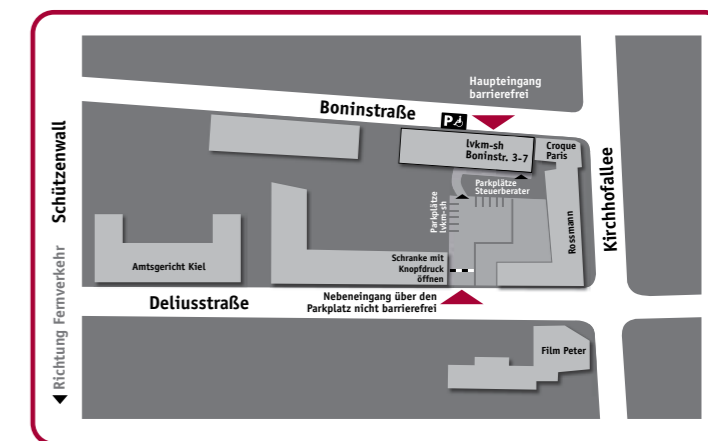 Haupteingang
barrierefrei
Boninstraße
P
lvkm-sh
Boninstr. 3-7
Croque
Paris
Parkplätze
Steuerberater
Parkplätze
lvkm-sh
Rossmann
Kirchhofallee
Schützenwall
Richtung Fernverkehr
Amtsgericht Kiel
Schranke mit
Knopfdruck
öffnen
Deliusstraße
Nebeneingang über den
Parkplatz nicht barrierefrei
Film Peter